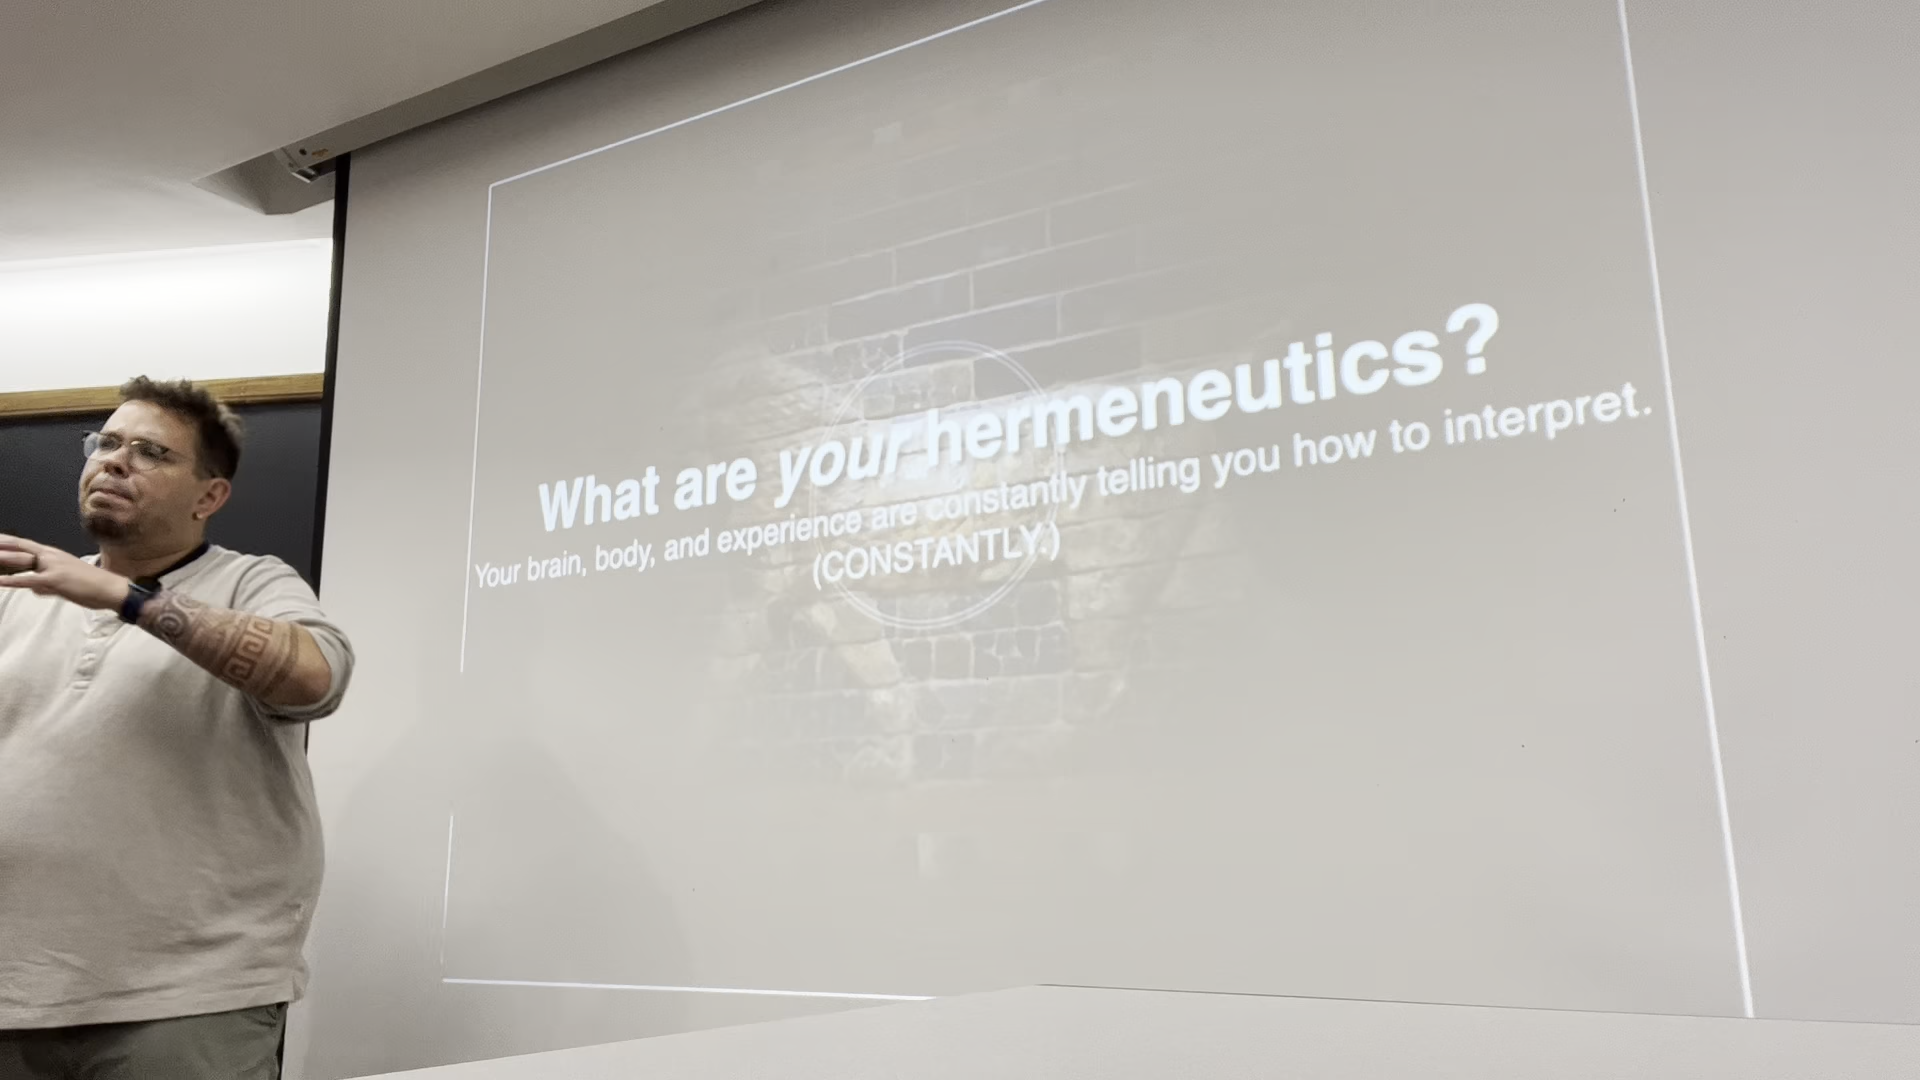 What are your hermeneutics?
Your brain, body, and experience are constantly telling you how to interpret.
(CONSTANTLY.)